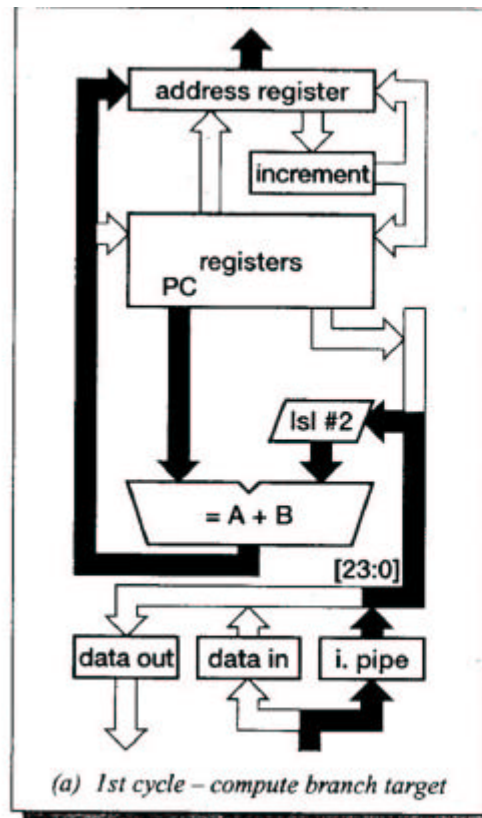 address register
increment
registers
PC
lsl #2
= A + B
[23:0]
data out
data in
i. pipe
(a) 1st cycle – compute branch target